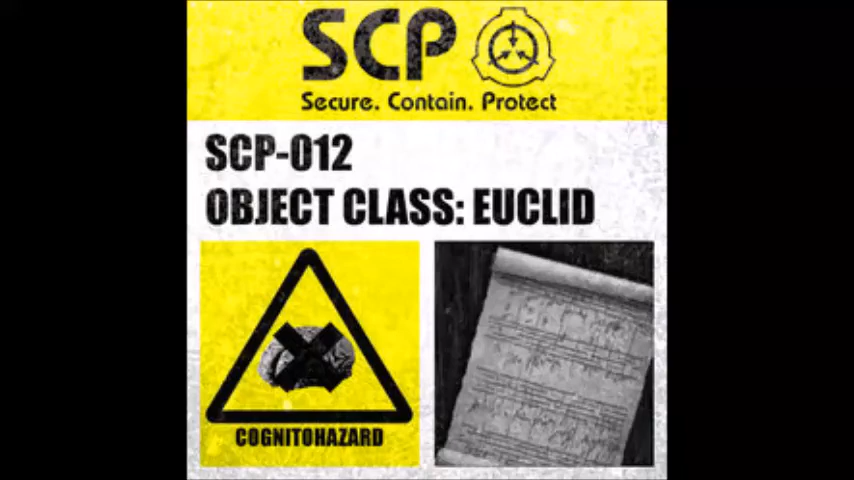 SCP
Secure. Contain. Protect
SCP-012
OBJECT CLASS: EUCLID
COGNITOHAZARD